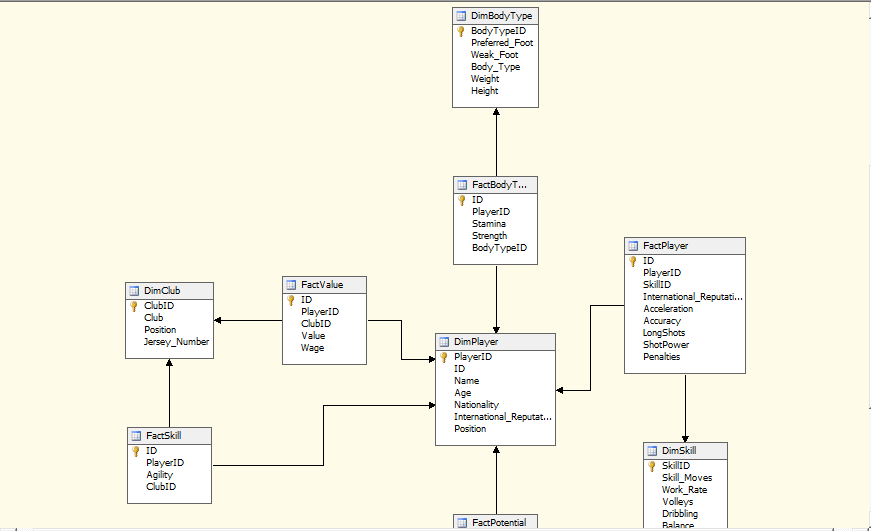 DimBodyType
BodyTypeID
Preferred_Foot
Weak_Foot
Body_Type
Weight
Height
FactBodyT...
ID
PlayerID
Stamina
Strength
BodyTypeID
FactPlayer
ID
PlayerID
SkillID
International_Reputati...
Acceleration
Accuracy
LongShots
ShotPower
Penalties
DimClub
ClubID
Club
Position
Jersey_Number
FactValue
ID
PlayerID
ClubID
Value
Wage
DimPlayer
PlayerID
ID
Name
Age
Nationality
International_Reputat...
Position
FactSkill
ID
PlayerID
Agility
ClubID
DimSkill
SkillID
Skill_Moves
Work_Rate
Volleys
Dribbling
Balance
FactPotential